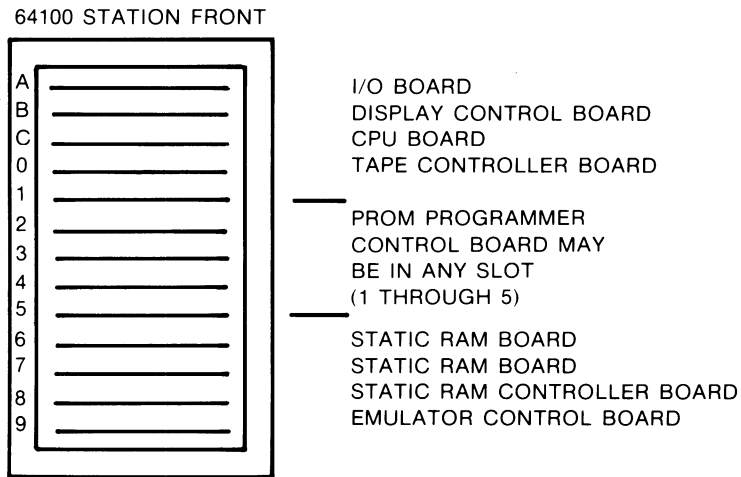 64100 STATION FRONT
A
I/O BOARD
B
DISPLAY CONTROL BOARD
C
CPU BOARD
0
TAPE CONTROLLER BOARD
1
2
PROM PROGRAMMER
3
CONTROL BOARD MAY
4
BE IN ANY SLOT
5
(1 THROUGH 5)
6
STATIC RAM BOARD
7
STATIC RAM BOARD
8
STATIC RAM CONTROLLER BOARD
9
EMULATOR CONTROL BOARD